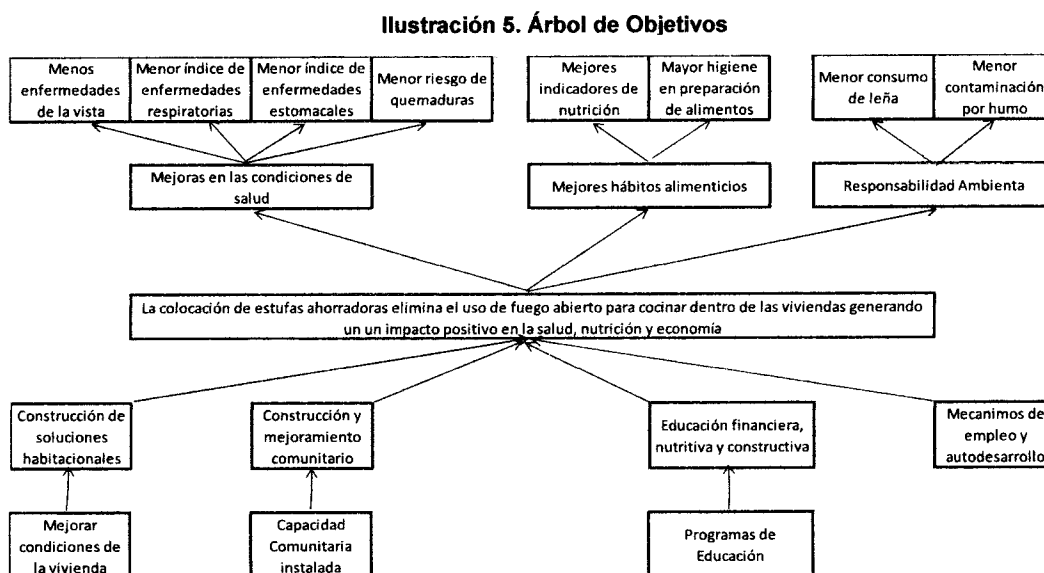 Ilustración 5. Árbol de Objetivos
Menos
enfermedades
de la vista
Menor índice de
enfermedades
respiratorias
Menor índice de
enfermedades
estomacales
Menor riesgo de
quemaduras
Mejores
indicadores de
nutrición
Mayor higiene
en preparación
de alimentos
Menor consumo
de leña
Menor
contaminación
por humo
Mejoras en las condiciones de
salud
Mejores hábitos alimenticios
Responsabilidad Ambienta
La colocación de estufas ahorradoras elimina el uso de fuego abierto para cocinar dentro de las viviendas generando
un un impacto positivo en la salud, nutrición y economía
Construcción de
soluciones
habitacionales
Construcción y
mejoramiento
comunitario
Educación financiera,
nutritiva y constructiva
Mecanimos de
empleo y
autodesarrollo
Mejorar
condiciones de
la vivienda
Capacidad
Comunitaria
instalada
Programas de
Educación